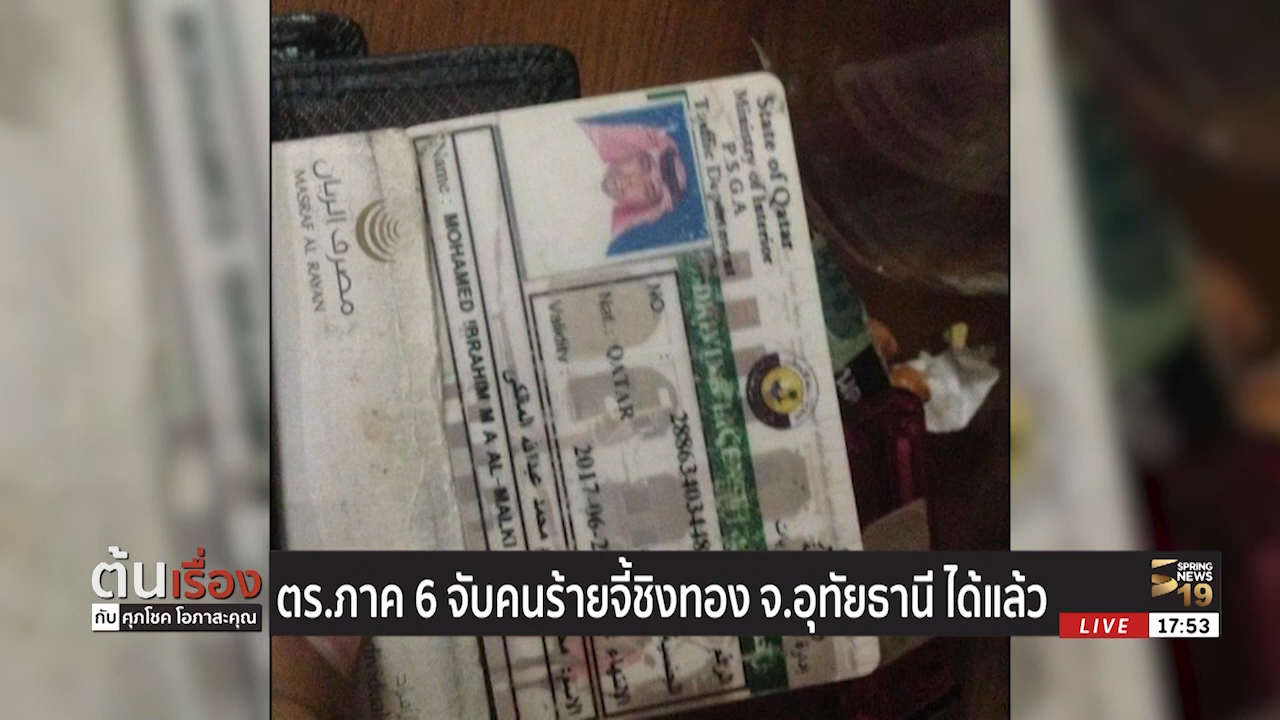 State of Qatar
Ministry of Interior
P.S.G.A
Traffic Department
NO:
Nat.: QATAR
Validity:
Name: MOHAMED IBRAHIM M A AL-MALKI
مصرف الريان
MASRAF AL RAYAN
ต้นเรื่อง
กับ ศุภโชค โอภาสะคุณ
ตร.ภาค 6 จับคนร้ายจี้ชิงทอง จ.อุทัยธานี ได้แล้ว
SPRING
NEWS
19
LIVE 17:53